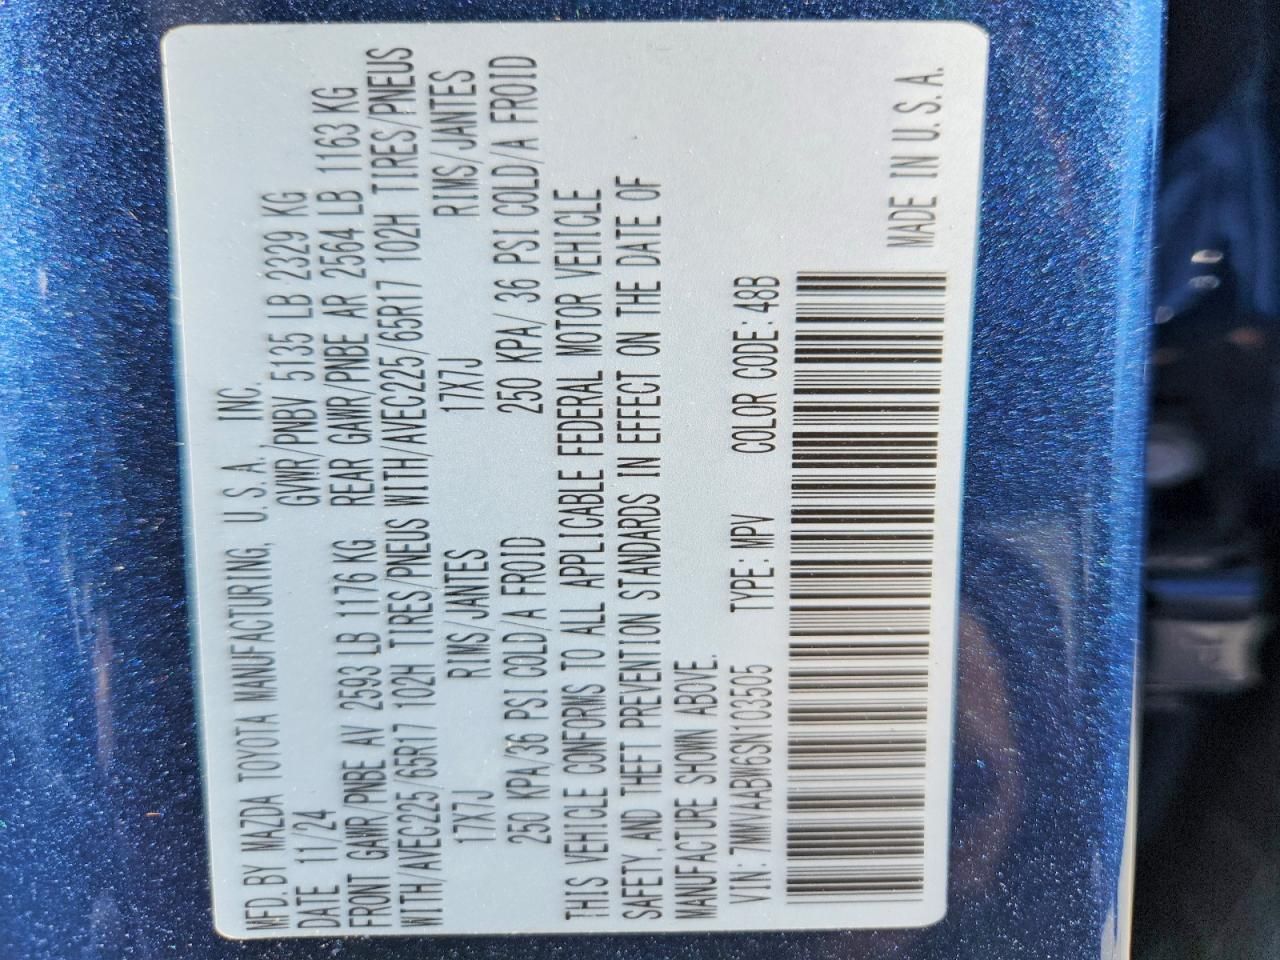 MFD. BY MAZDA TOYOTA MANUFACTURING, U.S.A., INC.
DATE 11/24 GVWR/PNBV 5135 LB 2329 KG
FRONT GAWR/PNBE AV 2593 LB 1176 KG REAR GAWR/PNBE AR 2564 LB 1163 KG
WITH/AVEC225/65R17 102H TIRES/PNEUS WITH/AVEC225/65R17 102H TIRES/PNEUS
17X7J RIMS/JANTES 17X7J RIMS/JANTES
250 KPA/36 PSI COLD/A FROID 250 KPA/ 36 PSI COLD/A FROID
THIS VEHICLE CONFORMS TO ALL APPLICABLE FEDERAL MOTOR VEHICLE
SAFETY,AND THEFT PREVENTION STANDARDS IN EFFECT ON THE DATE OF
MANUFACTURE SHOWN ABOVE.
VIN: 7MMVAABW6SN103505 TYPE: MPV COLOR CODE: 48B
MADE IN U.S.A.